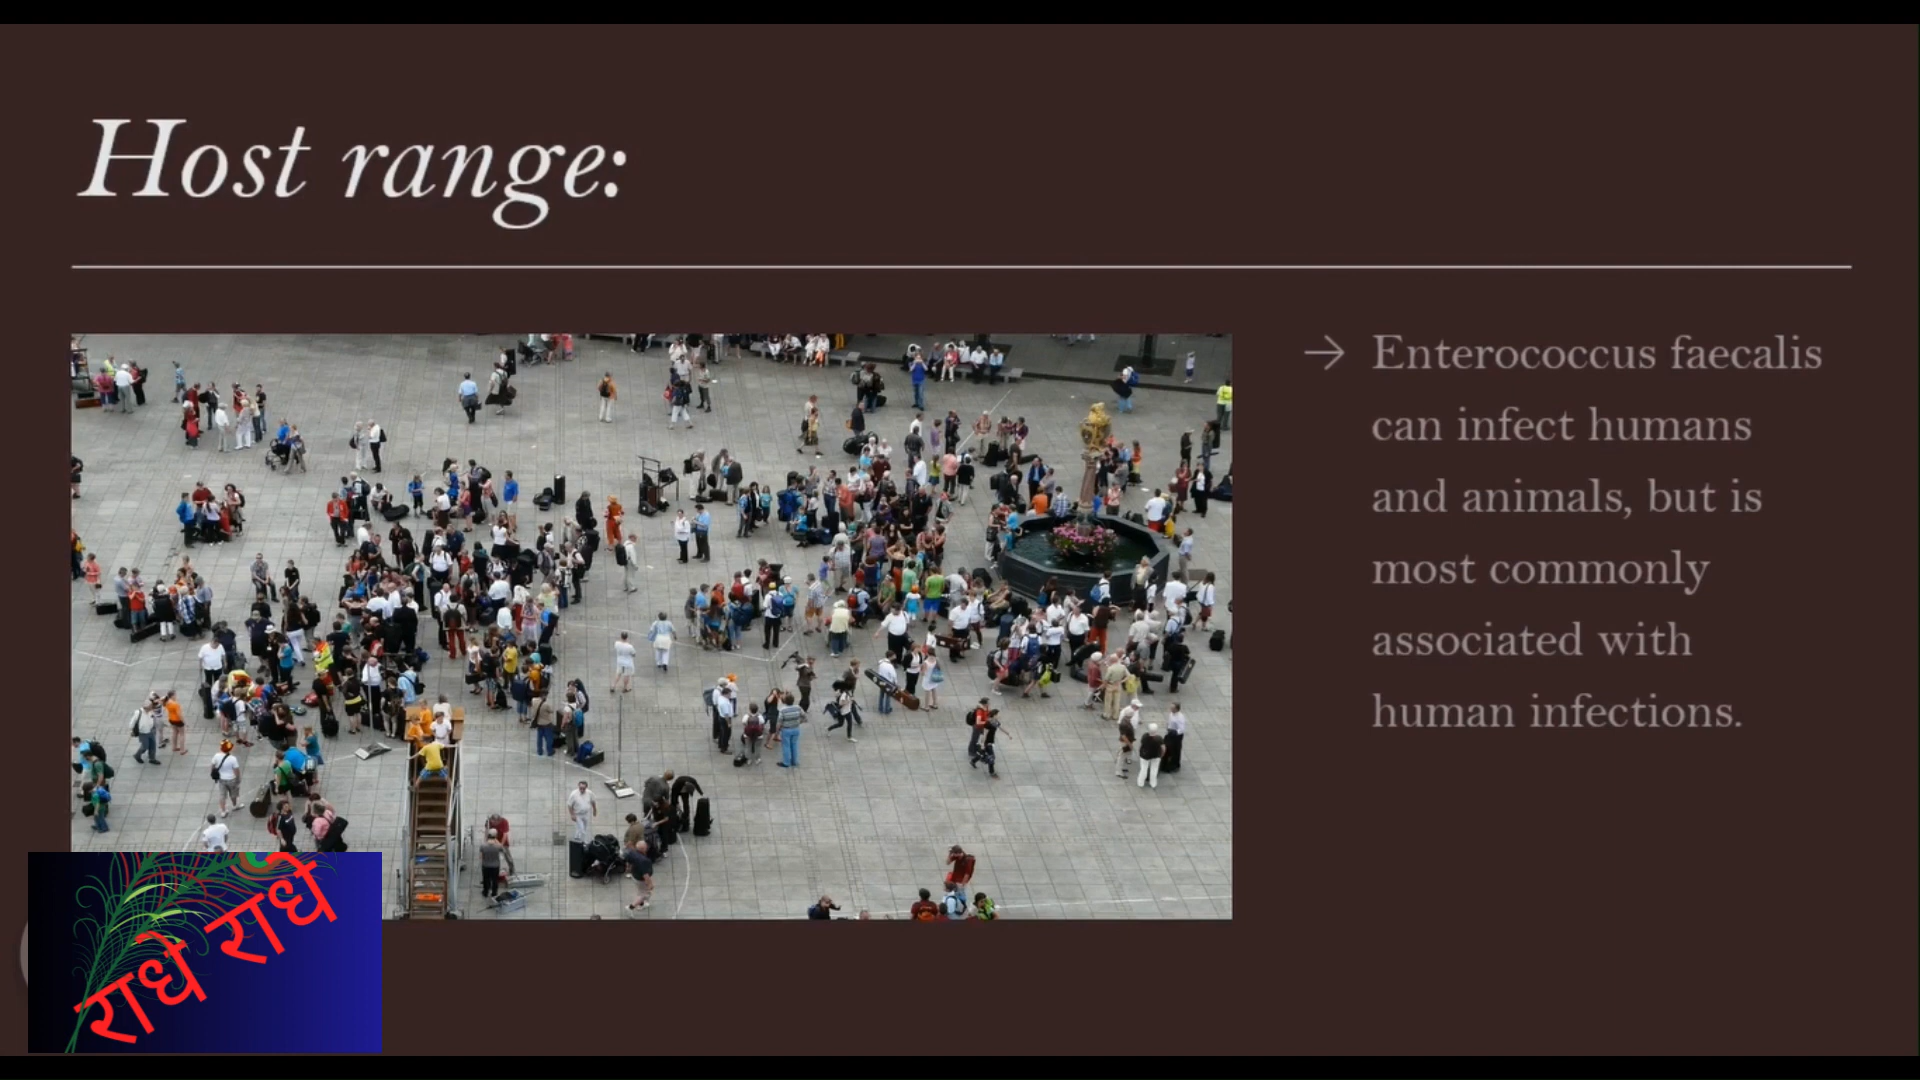 Host range:
→ Enterococcus faecalis
can infect humans
and animals, but is
most commonly
associated with
human infections.
राधे राधे